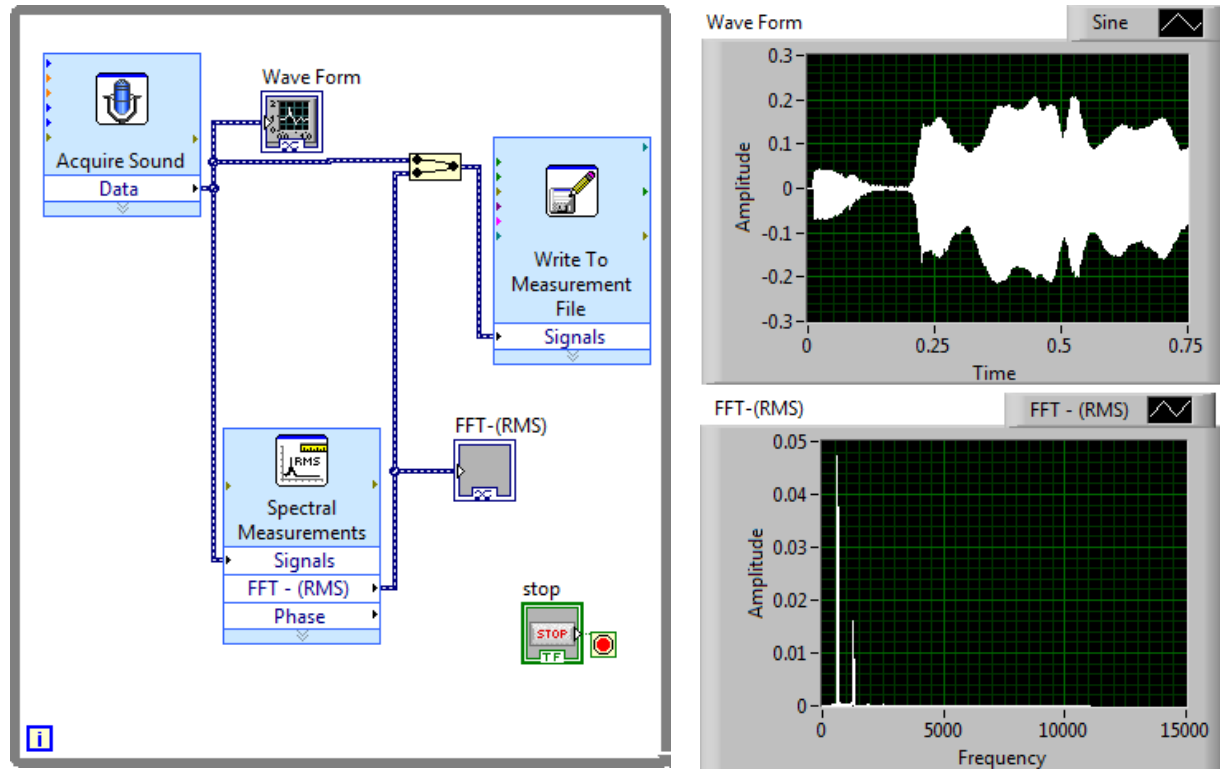 Wave Form
Acquire Sound
Data
Write To
Measurement
File
Signals
FFT-(RMS)
RMS
Spectral
Measurements
Signals
FFT - (RMS)
Phase
stop
STOP
TF
i
Wave Form
Sine
0.3
0.2
0.1
0
-0.1
-0.2
-0.3
Amplitude
0
0.25
0.5
0.75
Time
FFT-(RMS)
FFT - (RMS)
0.05
0.04
0.03
0.02
0.01
0
Amplitude
0
5000
10000
15000
Frequency